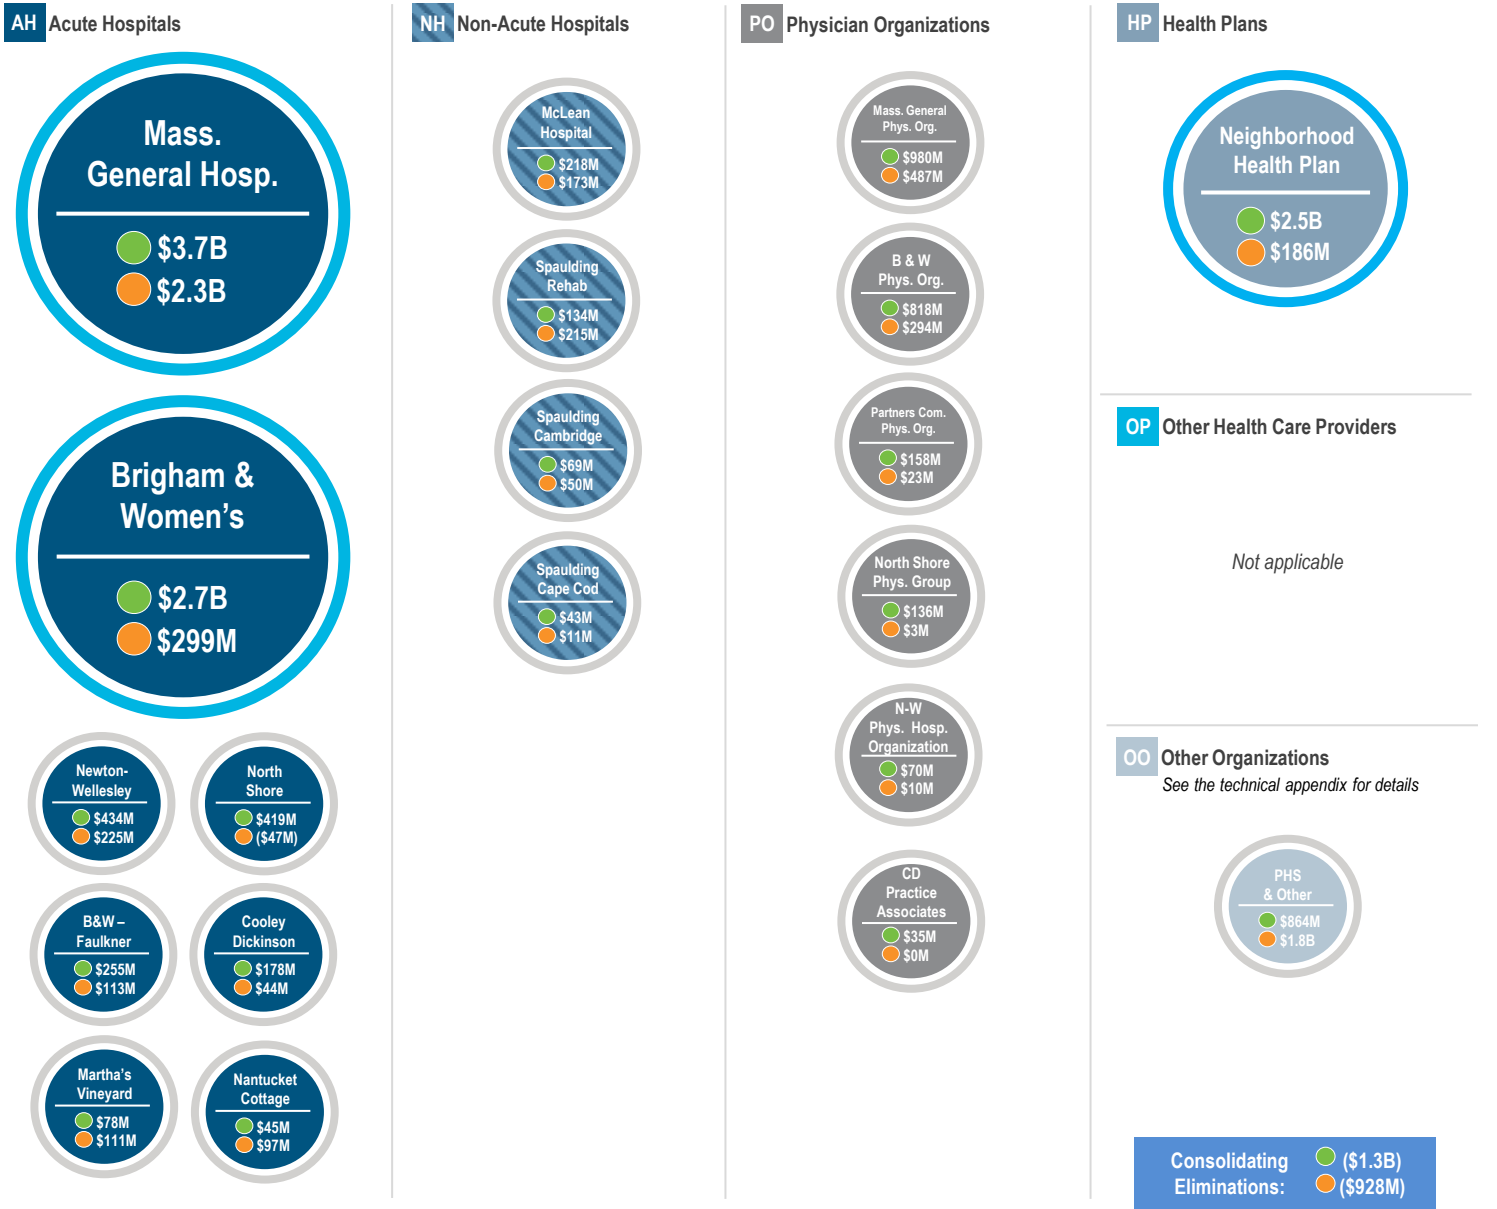 AH Acute Hospitals
Mass.
General Hosp.
$3.7B
$2.3B
Brigham &
Women’s
$2.7B
$299M
Newton-
Wellesley
$434M
$225M
North
Shore
$419M
($47M)
B&W –
Faulkner
$255M
$113M
Cooley
Dickinson
$178M
$44M
Martha’s
Vineyard
$78M
$111M
Nantucket
Cottage
$45M
$97M
NH Non-Acute Hospitals
McLean
Hospital
$218M
$173M
Spaulding
Rehab
$134M
$215M
Spaulding
Cambridge
$69M
$50M
Spaulding
Cape Cod
$43M
$11M
PO Physician Organizations
Mass. General
Phys. Org.
$980M
$487M
B & W
Phys. Org.
$818M
$294M
Partners Com.
Phys. Org.
$158M
$23M
North Shore
Phys. Group
$136M
$3M
N-W
Phys. Hosp.
Organization
$70M
$10M
CD
Practice
Associates
$35M
$0M
HP Health Plans
Neighborhood
Health Plan
$2.5B
$186M
OP Other Health Care Providers
Not applicable
OO Other Organizations
See the technical appendix for details
PHS
& Other
$864M
$1.8B
Consolidating ($1.3B)
Eliminations: ($928M)